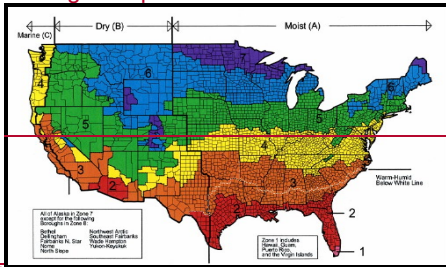 Marine (C)
Dry (B)
Moist (A)
7
6
6
4
5
5
4
3
3
2
2
Warm-Humid
Below White Line
2
1
All of Alaska in Zone 7
except for the following
Boroughs in Zone 8:
Bethel Northwest Arctic
Dellingham Southeast Fairbanks
Fairbanks N. Star Wade Hampton
Nome Yukon-Koyukuk
North Slope
Zone 1 includes
Hawaii, Guam,
Puerto Rico,
and the Virgin Islands